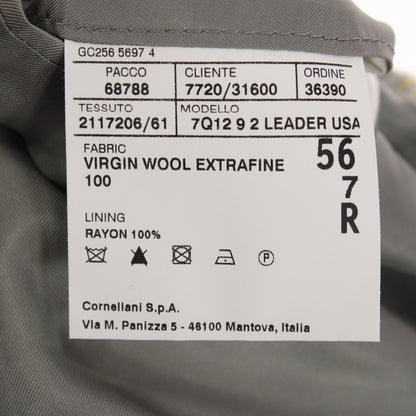 GC256 5697 4
PACCO CLIENTE ORDINE
68788 7720/31600 36390
TESSUTO MODELLO
2117206/61 7Q12 9 2 LEADER USA
FABRIC
VIRGIN WOOL EXTRAFINE
100
56
7
R
LINING
RAYON 100%
P
Corneliani S.p.A.
Via M. Panizza 5 - 46100 Mantova, Italia